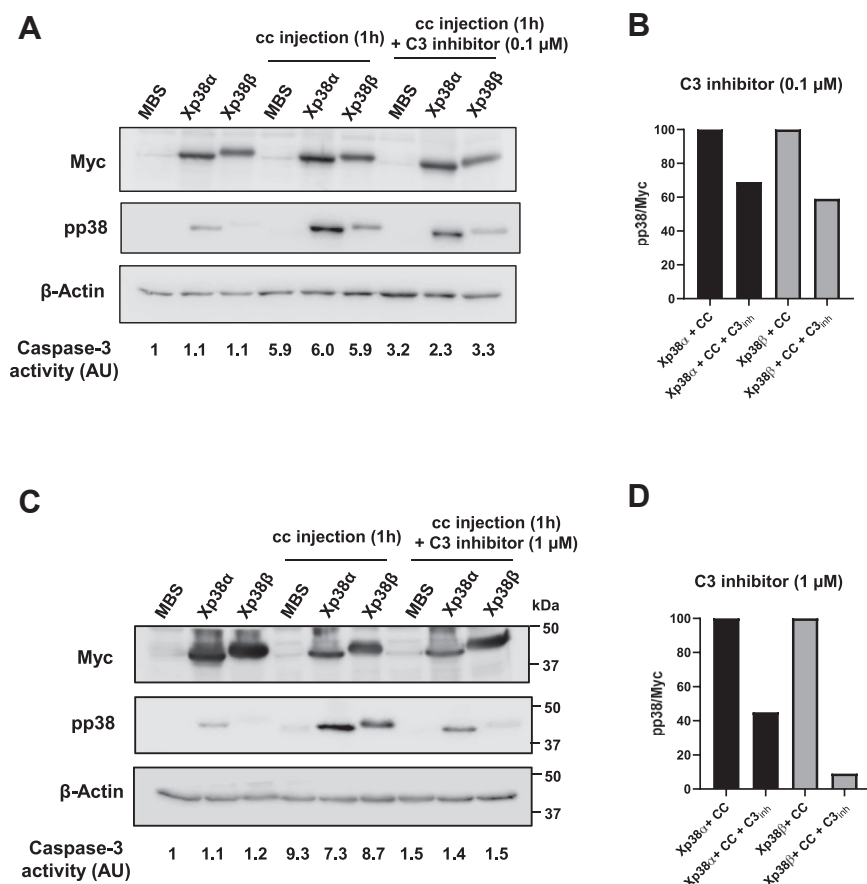 A
cc injection (1h)
cc injection (1h)
+ C3 inhibitor (0.1 µM)
MBS
Xp38α
Xp38β
MBS
Xp38α
Xp38β
MBS
Xp38α
Xp38β
Myc
pp38
β-Actin
Caspase-3
activity (AU)
1 1.1 1.1 5.9 6.0 5.9 3.2 2.3 3.3
B
C3 inhibitor (0.1 µM)
pp38/Myc
100
80
60
40
20
0
Xp38α + CC
Xp38α + CC + C3inh
Xp38β + CC
Xp38β + CC + C3inh
C
cc injection (1h)
cc injection (1h)
+ C3 inhibitor (1 µM)
MBS
Xp38α
Xp38β
MBS
Xp38α
Xp38β
MBS
Xp38α
Xp38β
kDa
Myc
50
37
pp38
50
37
β-Actin
50
37
Caspase-3
activity (AU)
1 1.1 1.2 9.3 7.3 8.7 1.5 1.4 1.5
D
C3 inhibitor (1 µM)
pp38/Myc
100
80
60
40
20
0
Xp38α+ CC
Xp38α+ CC + C3inh
Xp38β+ CC
Xp38β+ CC + C3inh